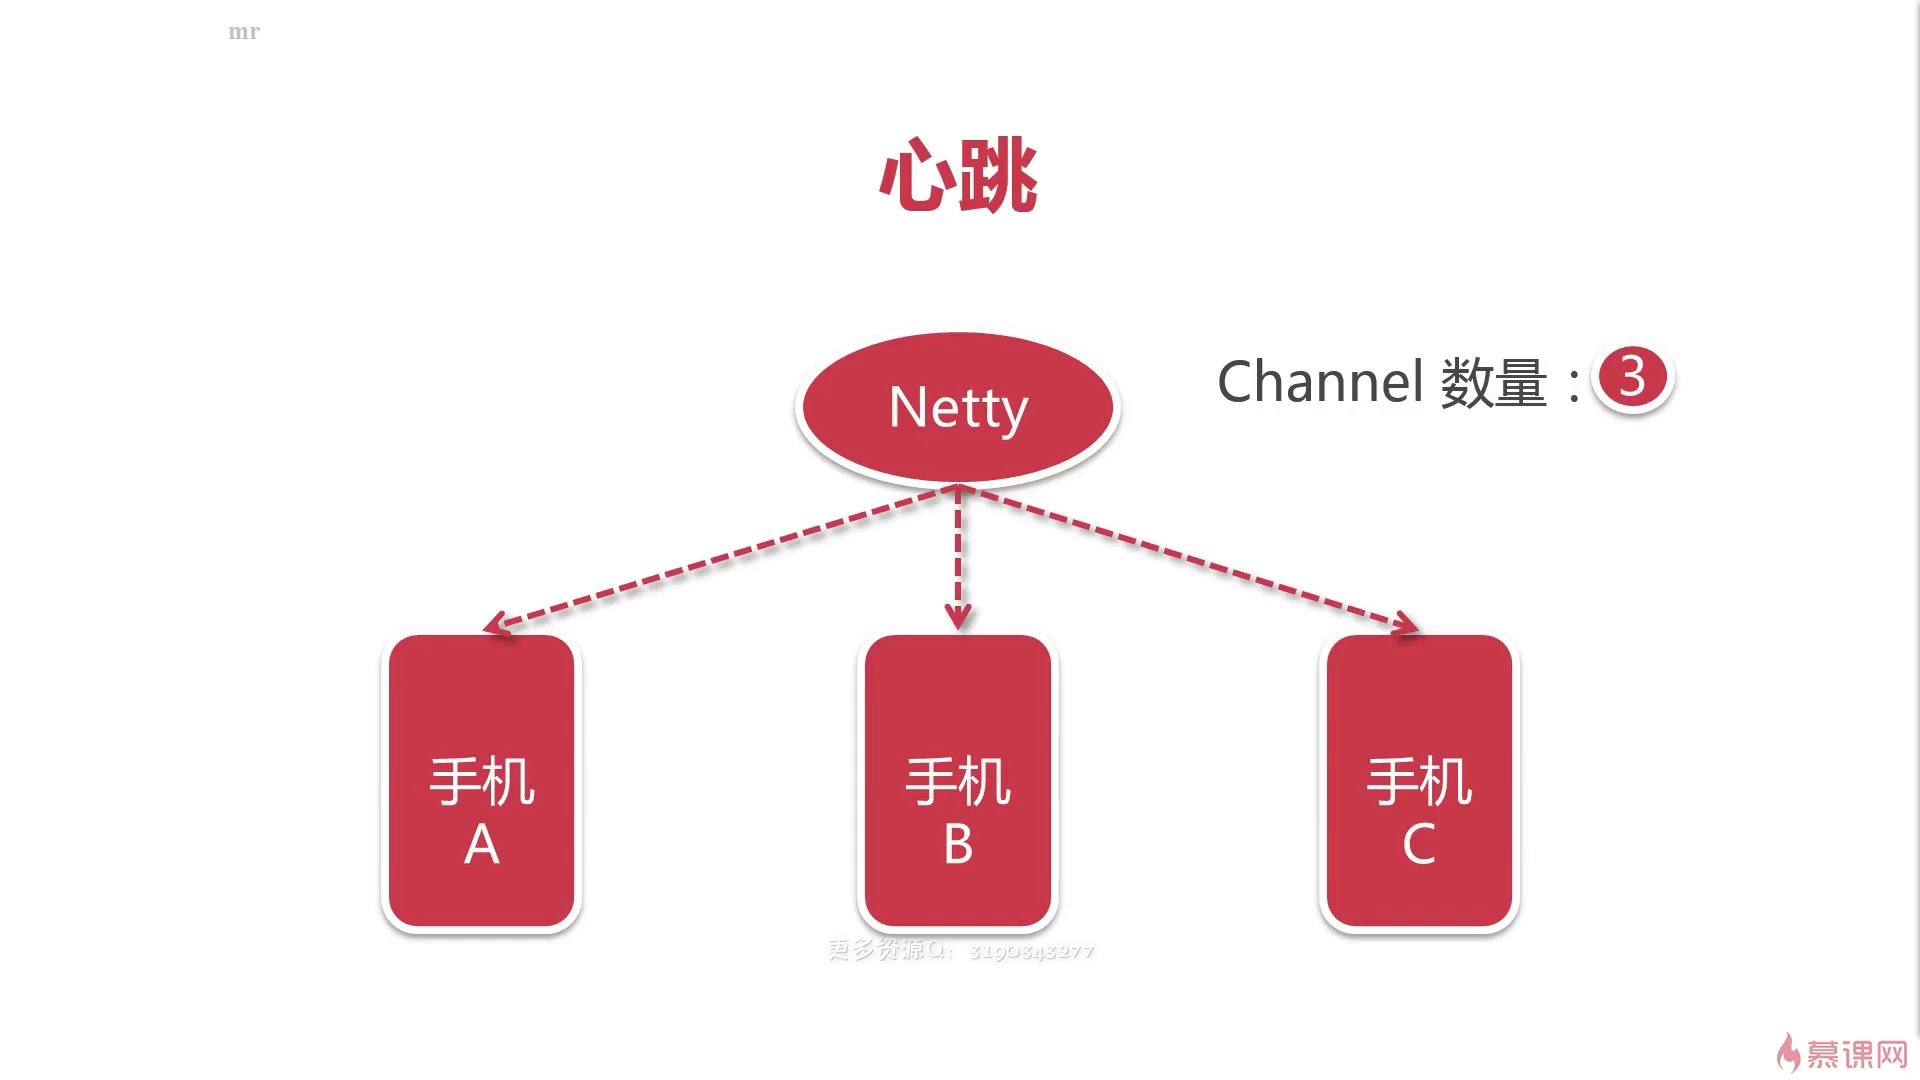 mr
心跳
Netty
Channel 数量：3
手机
A
手机
B
手机
C
更多资源Q：3190343277
慕课网